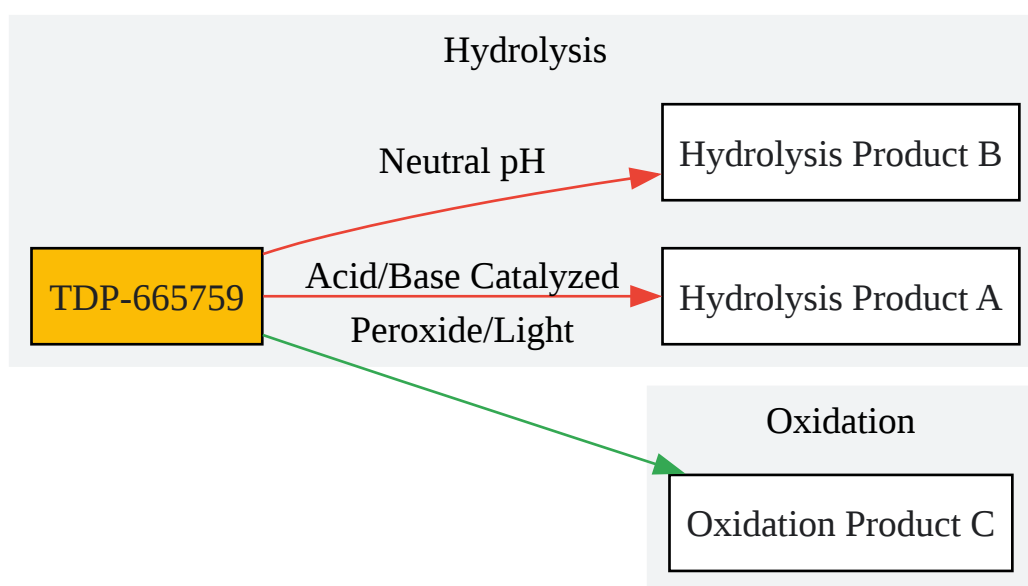 Hydrolysis
Neutral pH
Hydrolysis Product B
TDP-665759
Acid/Base Catalyzed
Hydrolysis Product A
Peroxide/Light
Oxidation
Oxidation Product C